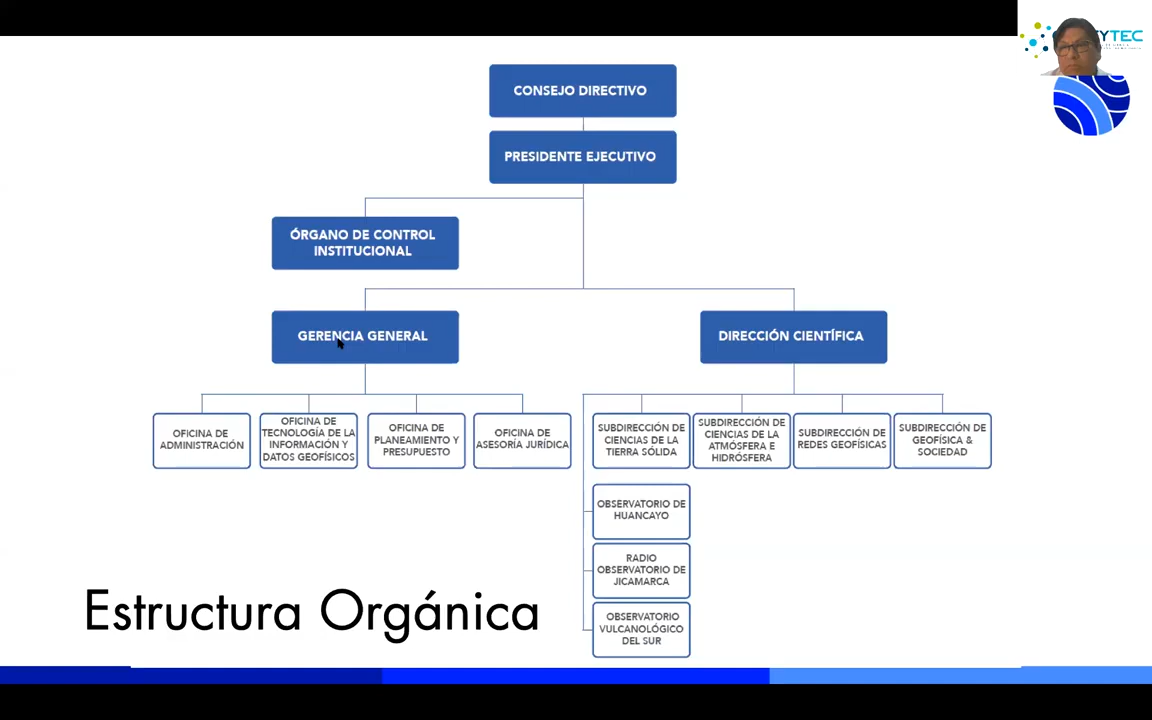 YTEC
CONSEJO DIRECTIVO
PRESIDENTE EJECUTIVO
ÓRGANO DE CONTROL
INSTITUCIONAL
GERENCIA GENERAL
DIRECCIÓN CIENTÍFICA
OFICINA DE
ADMINISTRACIÓN
OFICINA DE
TECNOLOGÍA DE LA
INFORMACIÓN Y
DATOS GEOFÍSICOS
OFICINA DE
PLANEAMIENTO Y
PRESUPUESTO
OFICINA DE
ASESORÍA JURÍDICA
SUBDIRECCIÓN DE
CIENCIAS DE LA
TIERRA SÓLIDA
SUBDIRECCIÓN DE
CIENCIAS DE LA
ATMÓSFERA E
HIDRÓSFERA
SUBDIRECCIÓN DE
REDES GEOFÍSICAS
SUBDIRECCIÓN DE
GEOFÍSICA &
SOCIEDAD
OBSERVATORIO DE
HUANCAYO
RADIO
OBSERVATORIO DE
JICAMARCA
OBSERVATORIO
VULCANOLÓGICO
DEL SUR
Estructura Orgánica